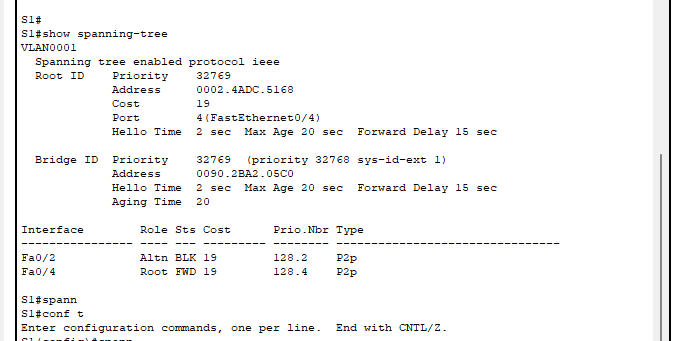 S1#
S1#show spanning-tree
VLAN0001
  Spanning tree enabled protocol ieee
  Root ID    Priority    32769
             Address     0002.4ADC.5168
             Cost        19
             Port        4(FastEthernet0/4)
             Hello Time  2 sec  Max Age 20 sec  Forward Delay 15 sec

  Bridge ID  Priority    32769  (priority 32768 sys-id-ext 1)
             Address     0090.2BA2.05C0
             Hello Time  2 sec  Max Age 20 sec  Forward Delay 15 sec
             Aging Time  20

Interface        Role Sts Cost      Prio.Nbr Type
---------------- ---- --- --------- -------- --------------------------------
Fa0/2            Altn BLK 19        128.2    P2p
Fa0/4            Root FWD 19        128.4    P2p

S1#spann
S1#conf t
Enter configuration commands, one per line.  End with CNTL/Z.
S1(config)#spann